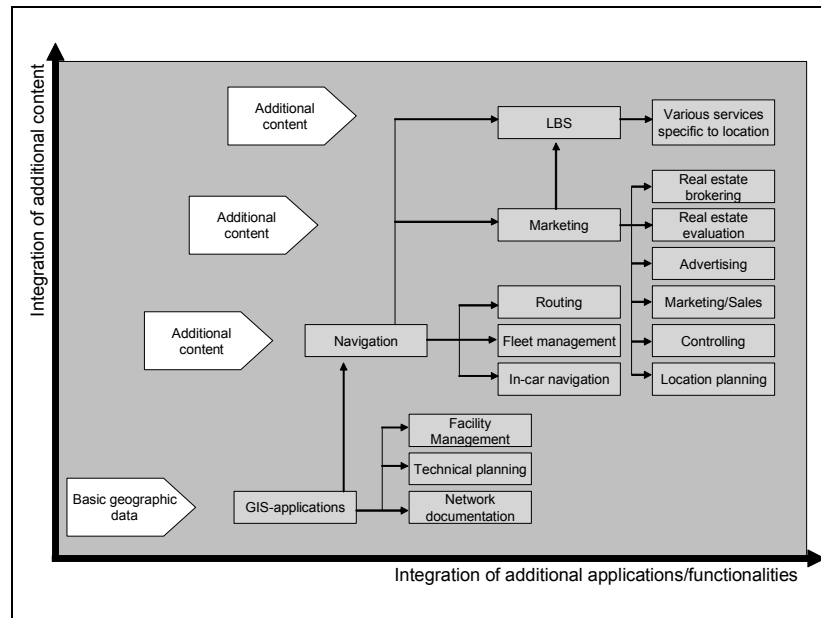 Integration of additional content
Additional
content
LBS
Various services
specific to location
Additional
content
Marketing
Real estate
brokering
Real estate
evaluation
Advertising
Marketing/Sales
Controlling
Location planning
Additional
content
Navigation
Routing
Fleet management
In-car navigation
Basic geographic
data
GIS-applications
Facility
Management
Technical planning
Network
documentation
Integration of additional applications/functionalities